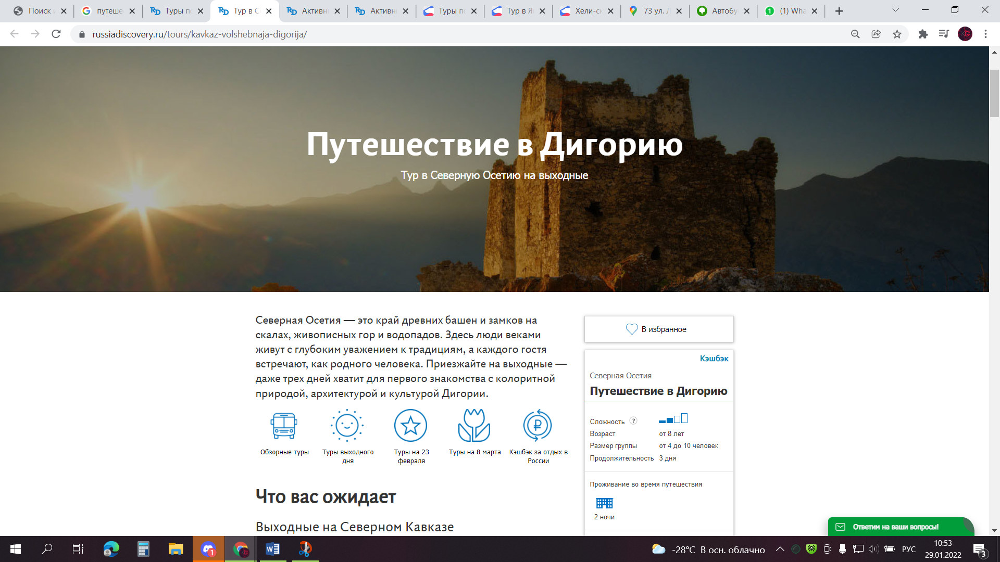 Поиск и
путеше
Туры по
Тур в С
Активн
Активн
Туры по
Тур в Я
Хели-ск
73 ул. Л
Автобу
(1) Wha
russiadiscovery.ru/tours/kavkaz-volshebnaja-digorija/
Путешествие в Дигорию
Тур в Северную Осетию на выходные
Северная Осетия — это край древних башен и замков на
скалах, живописных гор и водопадов. Здесь люди веками
живут с глубоким уважением к традициям, а каждого гостя
встречают, как родного человека. Приезжайте на выходные —
даже трех дней хватит для первого знакомства с колоритной
природой, архитектурой и культурой Дигории.
Обзорные туры
Туры выходного
дня
Туры на 23
февраля
Туры на 8 марта
Кэшбэк за отдых в
России
Что вас ожидает
Выходные на Северном Кавказе
В избранное
Кэшбэк
Северная Осетия
Путешествие в Дигорию
Сложность ?
Возраст от 8 лет
Размер группы от 4 до 10 человек
Продолжительность 3 дня
Проживание во время путешествия
2 ночи
Ответим на ваши вопросы!
-28°C В осн. облачно
РУС
10:53
29.01.2022
3